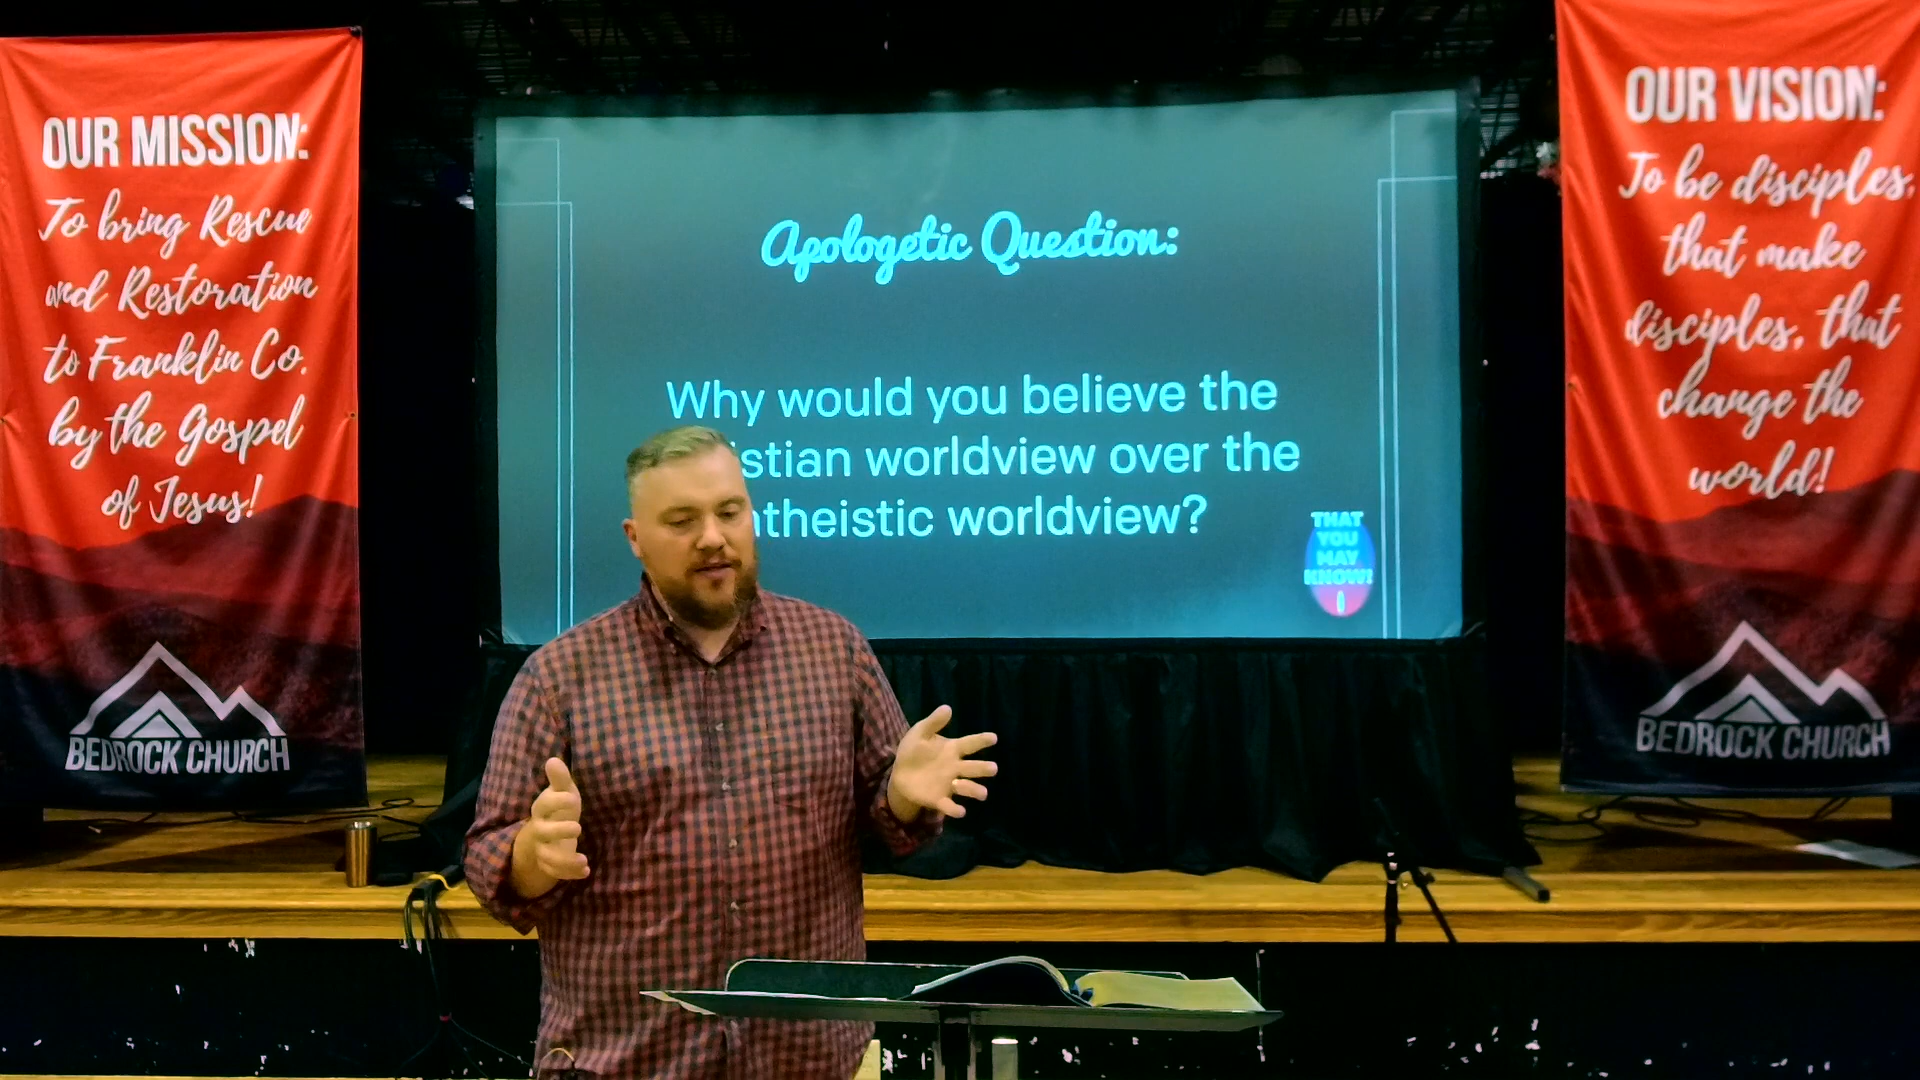 OUR MISSION:
To bring Rescue
and Restoration
to Franklin Co.
by the Gospel
of Jesus!
BEDROCK CHURCH
Apologetic Question:
Why would you believe the
stian worldview over the
atheistic worldview?
THAT
YOU
MAY
KNOW!
OUR VISION:
To be disciples,
that make
disciples, that
change the
world!
BEDROCK CHURCH